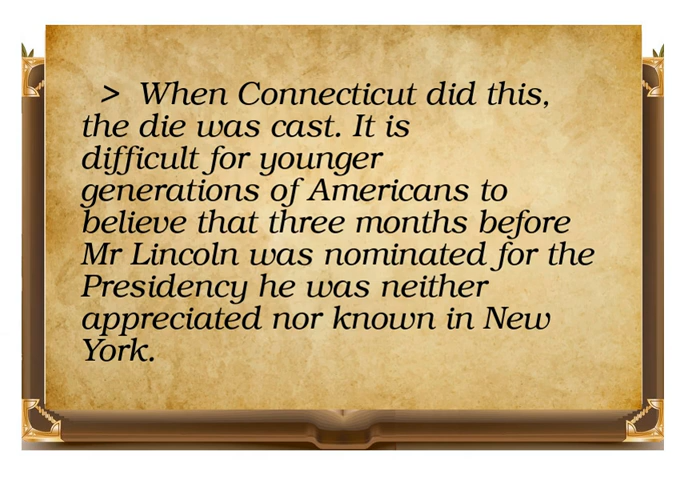 > When Connecticut did this,
the die was cast. It is
difficult for younger
generations of Americans to
believe that three months before
Mr Lincoln was nominated for the
Presidency he was neither
appreciated nor known in New
York.